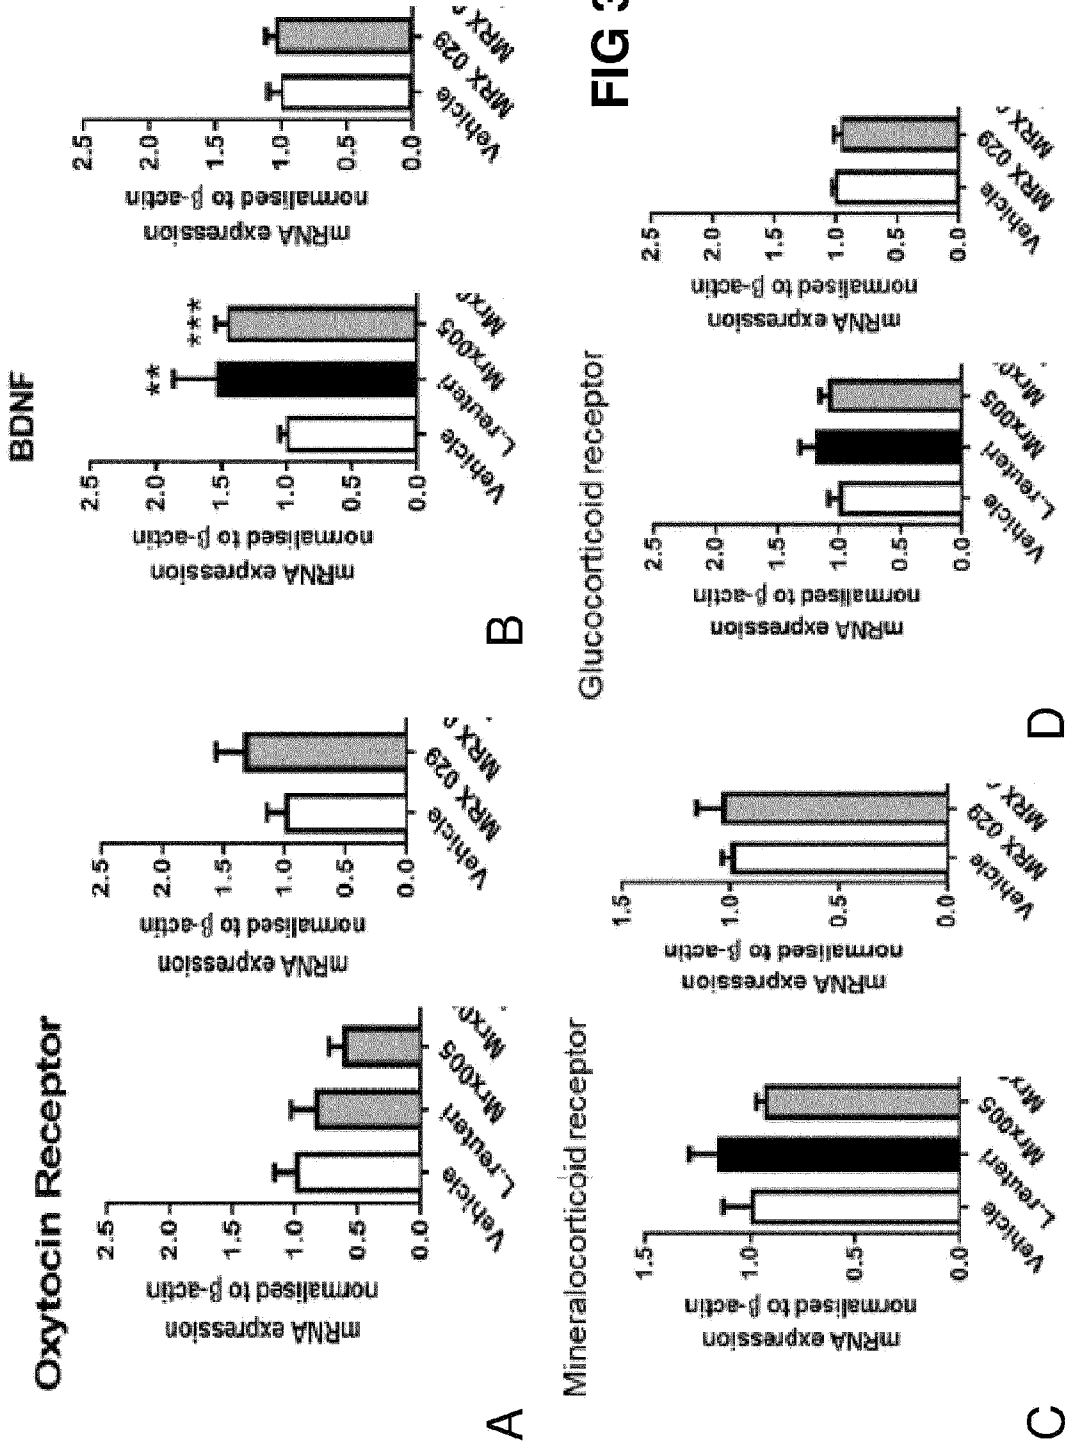 Oxytocin Receptor
A
mRNA expression
normalised to β-actin
2.5
2.0
1.5
1.0
0.5
0.0
Vehicle
L.reuteri
Mrx005
mRNA expression
normalised to β-actin
2.5
2.0
1.5
1.0
0.5
0.0
Vehicle
MRX 029
MRX
BDNF
B
mRNA expression
normalised to β-actin
2.5
2.0
1.5
1.0
0.5
0.0
**
***
Vehicle
L.reuteri
Mrx005
mRNA expression
normalised to β-actin
2.5
2.0
1.5
1.0
0.5
0.0
Vehicle
MRX 029
MRX
Mineralocorticoid receptor
C
mRNA expression
normalised to β-actin
1.5
1.0
0.5
0.0
Vehicle
L.reuteri
Mrx005
mRNA expression
normalised to β-actin
1.5
1.0
0.5
0.0
Vehicle
MRX 029
MRX
Glucocorticoid receptor
D
mRNA expression
normalised to β-actin
2.5
2.0
1.5
1.0
0.5
0.0
Vehicle
L.reuteri
Mrx005
mRNA expression
normalised to β-actin
2.5
2.0
1.5
1.0
0.5
0.0
Vehicle
MRX 029
MRX
FIG 3